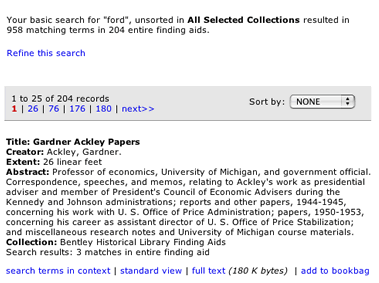 Your basic search for "ford", unsorted in All Selected Collections resulted in
958 matching terms in 204 entire finding aids.
Refine this search
1 to 25 of 204 records
1 | 26 | 76 | 176 | 180 | next>>
Sort by: NONE
Title: Gardner Ackley Papers
Creator: Ackley, Gardner.
Extent: 26 linear feet
Abstract: Professor of economics, University of Michigan, and government official.
Correspondence, speeches, and memos, relating to Ackley's work as presidential
adviser and member of President's Council of Economic Advisers during the
Kennedy and Johnson administrations; reports and other papers, 1944-1945,
concerning his work with U. S. Office of Price Administration; papers, 1950-1953,
concerning his career as assistant director of U. S. Office of Price Stabilization;
and miscellaneous research notes and University of Michigan course materials.
Collection: Bentley Historical Library Finding Aids
Search results: 3 matches in entire finding aid
search terms in context | standard view | full text (180 K bytes) | add to bookbag